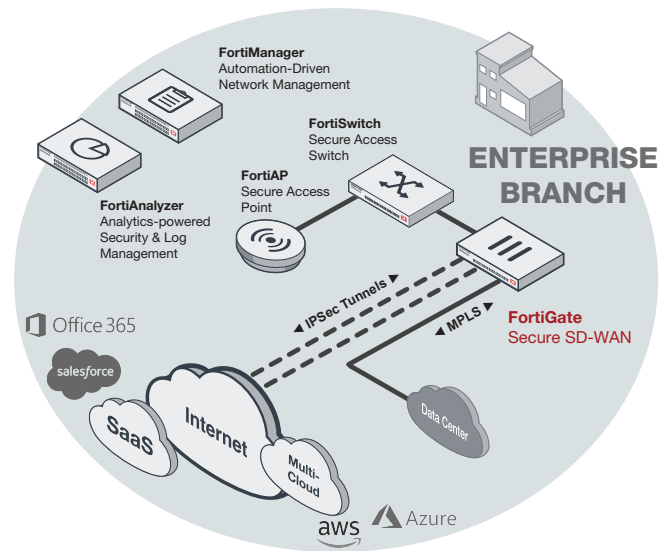 FortiManager
Automation-Driven
Network Management
FortiSwitch
Secure Access
Switch
ENTERPRISE
BRANCH
FortiAP
Secure Access
Point
FortiAnalyzer
Analytics-powered
Security & Log
Management
◄ IPSec Tunnels ►
◄ MPLS ►
FortiGate
Secure SD-WAN
Office 365
salesforce
SaaS
Internet
Multi-
Cloud
Data Center
aws
Azure